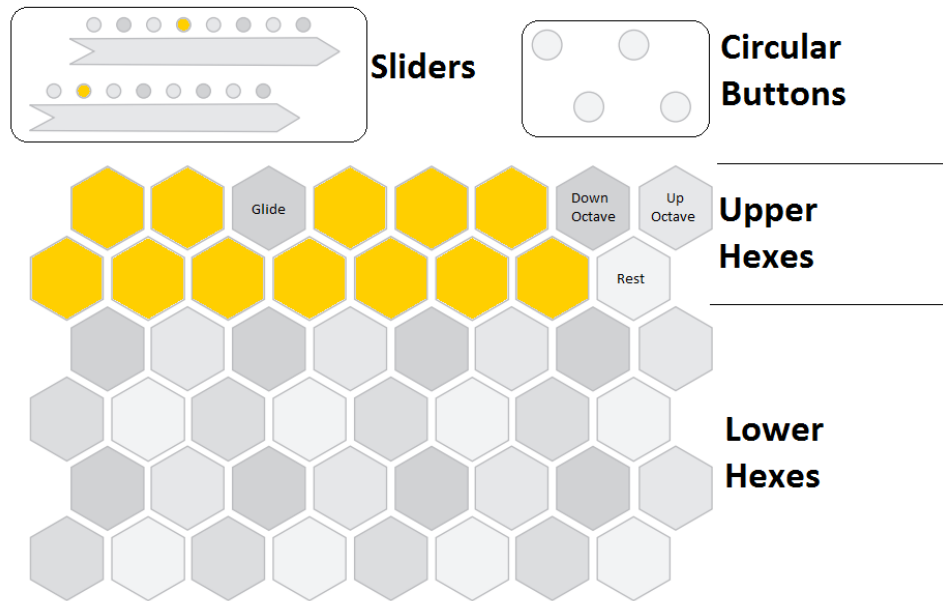 Sliders
Circular
Buttons
Glide
Down
Octave
Up
Octave
Upper
Hexes
Rest
Lower
Hexes